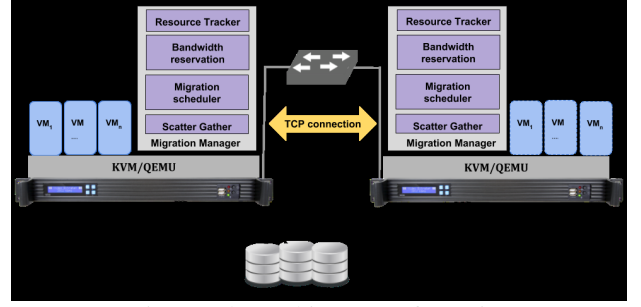 Resource Tracker
Bandwidth
reservation
Migration
scheduler
Scatter Gather
Migration Manager
VM1
VM
....
VMn
KVM/QEMU
TCP connection
Resource Tracker
Bandwidth
reservation
Migration
scheduler
Scatter Gather
Migration Manager
VM1
VM
....
VMn
KVM/QEMU